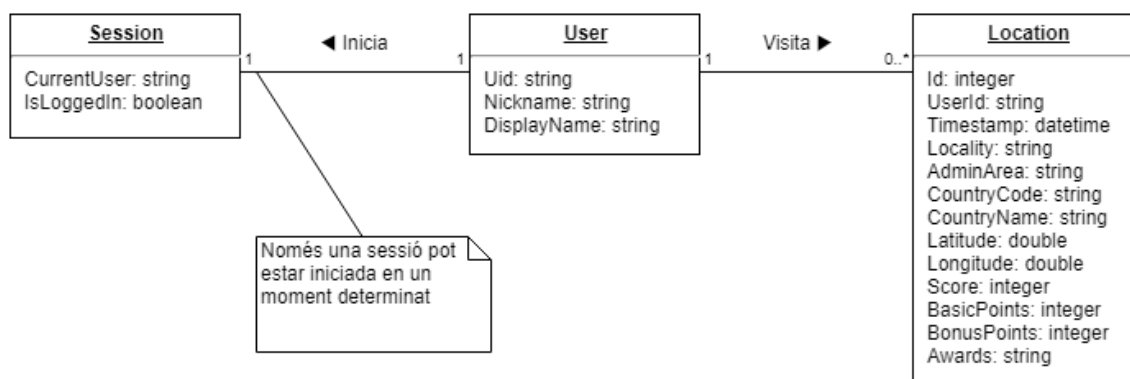 Session
CurrentUser: string
IsLoggedIn: boolean
1
◄ Inicia
1
User
Uid: string
Nickname: string
DisplayName: string
1
Visita ►
0..*
Location
Id: integer
UserId: string
Timestamp: datetime
Locality: string
AdminArea: string
CountryCode: string
CountryName: string
Latitude: double
Longitude: double
Score: integer
BasicPoints: integer
BonusPoints: integer
Awards: string
Només una sessió pot
estar iniciada en un
moment determinat